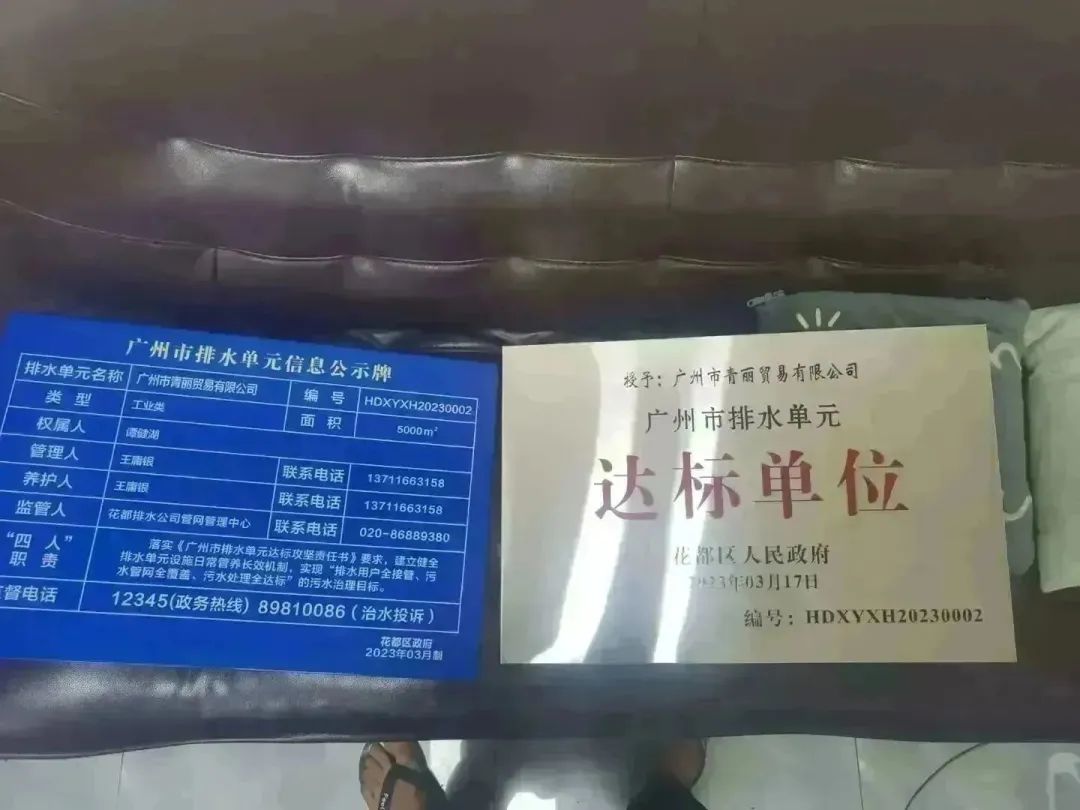 广州市排水单元信息公示牌
排水单元名称 广州市青丽贸易有限公司 编号 HDXYXH20230002
类型 工业类 面积 5000m²
权属人 谭健湖
管理人 王庸银 联系电话 13711663158
养护人 王庸银 联系电话 13711663158
监管人 花都排水公司管网管理中心 联系电话 020-86889380
“四人”职责
落实《广州市排水单元达标攻坚责任书》要求，建立健全
排水单元设施日常管养长效机制，实现“排水用户全接管、污
水管网全覆盖、污水处理全达标”的污水治理目标。
督电话 12345(政务热线) 89810086（治水投诉）
花都区政府
2023年03月制
授予：广州市青丽贸易有限公司
广州市排水单元
达标单位
花都区人民政府
2023年03月17日
编号：HDXYXH20230002